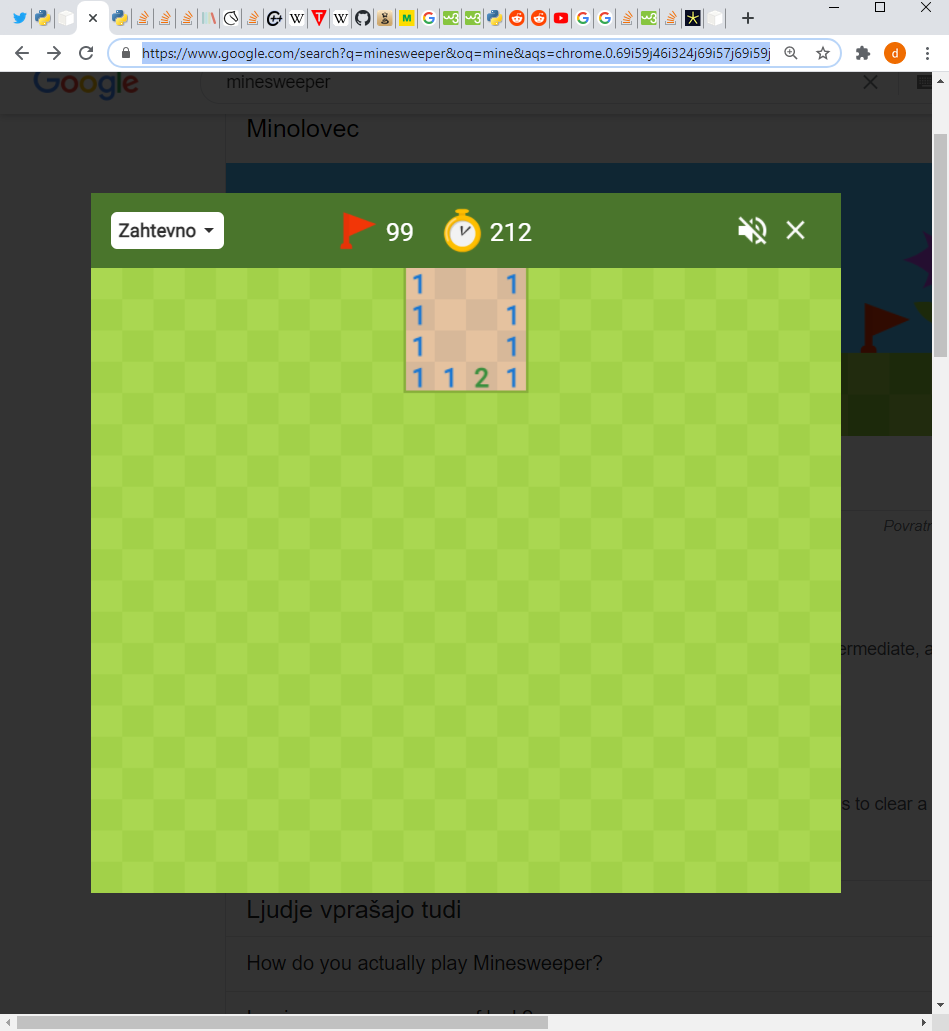 https://www.google.com/search?q=minesweeper&oq=mine&aqs=chrome.0.69i59j46i324j69i57j69i59j
d
Google
minesweeper
Minolovec
Zahtevno
99
212
1 1
1 1
1 1
1 1 2 1
ermediate, a
s to clear a
Ljudje vprašajo tudi
How do you actually play Minesweeper?